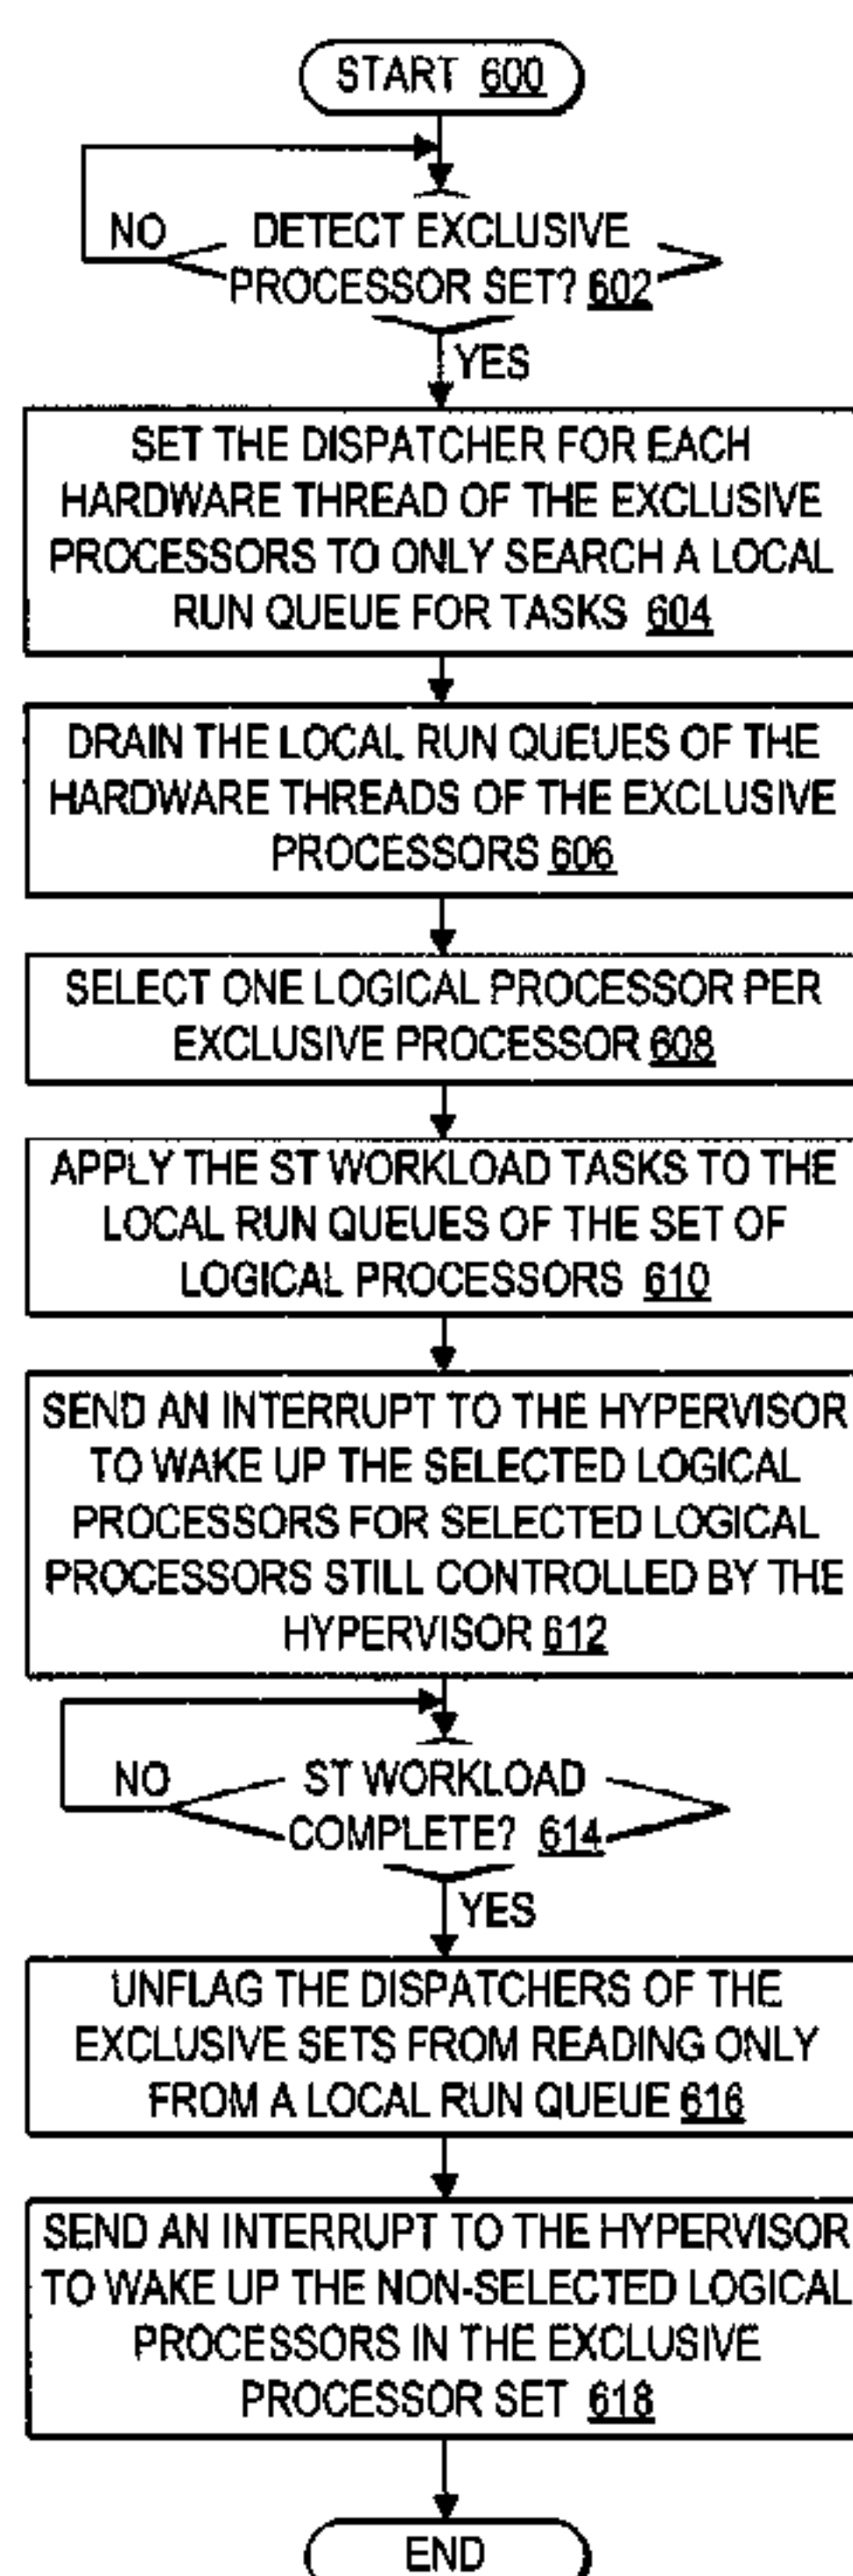 START 600
NO
DETECT EXCLUSIVE
PROCESSOR SET? 602
YES
SET THE DISPATCHER FOR EACH
HARDWARE THREAD OF THE EXCLUSIVE
PROCESSORS TO ONLY SEARCH A LOCAL
RUN QUEUE FOR TASKS 604
DRAIN THE LOCAL RUN QUEUES OF THE
HARDWARE THREADS OF THE EXCLUSIVE
PROCESSORS 606
SELECT ONE LOGICAL PROCESSOR PER
EXCLUSIVE PROCESSOR 608
APPLY THE ST WORKLOAD TASKS TO THE
LOCAL RUN QUEUES OF THE SET OF
LOGICAL PROCESSORS 610
SEND AN INTERRUPT TO THE HYPERVISOR
TO WAKE UP THE SELECTED LOGICAL
PROCESSORS FOR SELECTED LOGICAL
PROCESSORS STILL CONTROLLED BY THE
HYPERVISOR 612
NO
ST WORKLOAD
COMPLETE? 614
YES
UNFLAG THE DISPATCHERS OF THE
EXCLUSIVE SETS FROM READING ONLY
FROM A LOCAL RUN QUEUE 616
SEND AN INTERRUPT TO THE HYPERVISOR
TO WAKE UP THE NON-SELECTED LOGICAL
PROCESSORS IN THE EXCLUSIVE
PROCESSOR SET 618
END